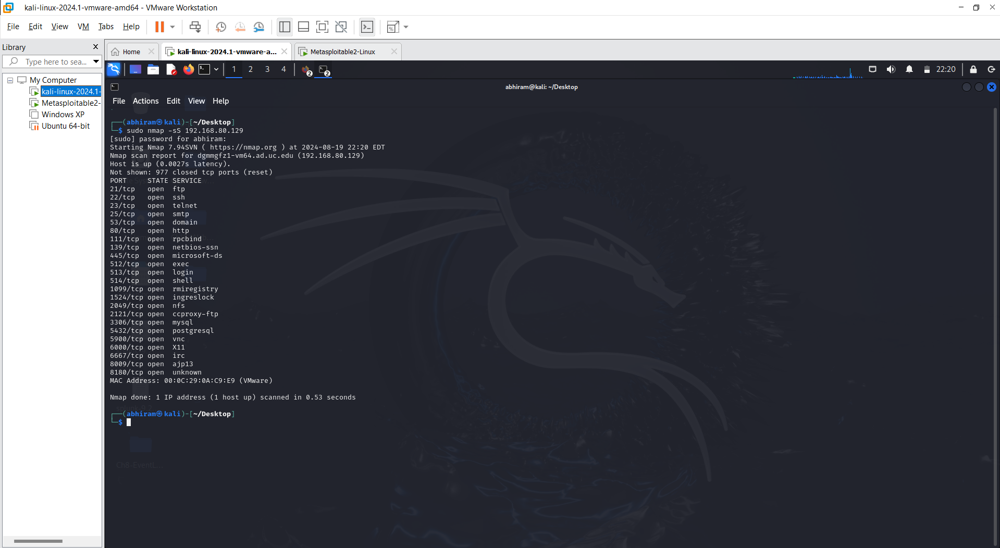 kali-linux-2024.1-vmware-amd64 - VMware Workstation
File Edit View VM Tabs Help
Library
Type here to sea...
My Computer
kali-linux-2024.1-
Metasploitable2-
Windows XP
Ubuntu 64-bit
Home
kali-linux-2024.1-vmware-a...
Metasploitable2-Linux
1 2 3 4 2 2 22:20
abhiram@kali: ~/Desktop
File Actions Edit View Help
┌──(abhiram㉿kali)-[~/Desktop]
└─$ sudo nmap -sS 192.168.80.129
[sudo] password for abhiram:
Starting Nmap 7.94SVN ( https://nmap.org ) at 2024-08-19 22:20 EDT
Nmap scan report for dgmmgfz1-vm64.ad.uc.edu (192.168.80.129)
Host is up (0.0027s latency).
Not shown: 977 closed tcp ports (reset)
PORT STATE SERVICE
21/tcp open ftp
22/tcp open ssh
23/tcp open telnet
25/tcp open smtp
53/tcp open domain
80/tcp open http
111/tcp open rpcbind
139/tcp open netbios-ssn
445/tcp open microsoft-ds
512/tcp open exec
513/tcp open login
514/tcp open shell
1099/tcp open rmiregistry
1524/tcp open ingreslock
2049/tcp open nfs
2121/tcp open ccproxy-ftp
3306/tcp open mysql
5432/tcp open postgresql
5900/tcp open vnc
6000/tcp open X11
6667/tcp open irc
8009/tcp open ajp13
8180/tcp open unknown
MAC Address: 00:0C:29:0A:C9:E9 (VMware)
Nmap done: 1 IP address (1 host up) scanned in 0.53 seconds
splunk-9.2...
┌──(abhiram㉿kali)-[~/Desktop]
└─$
Ch8-EventL...